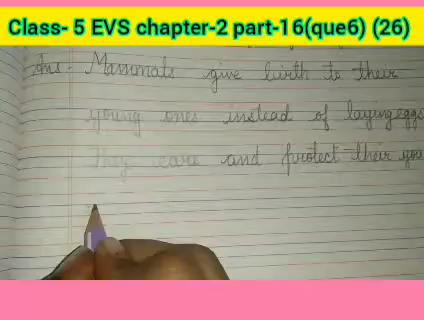 Class- 5 EVS chapter-2 part-16(que6) (26)
Ans - Mammals give birth to their
young ones instead of laying eggs
They care and protect their you